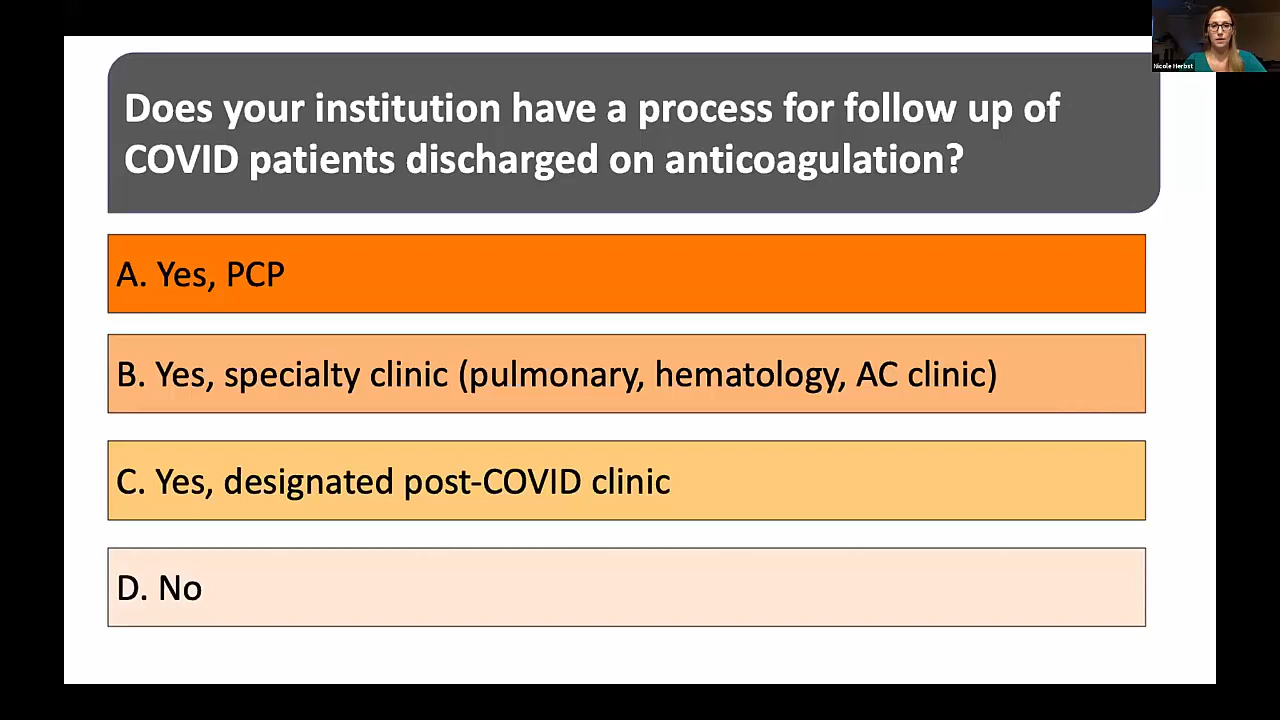 Nicole Herbst
Does your institution have a process for follow up of
COVID patients discharged on anticoagulation?
A. Yes, PCP
B. Yes, specialty clinic (pulmonary, hematology, AC clinic)
C. Yes, designated post-COVID clinic
D. No